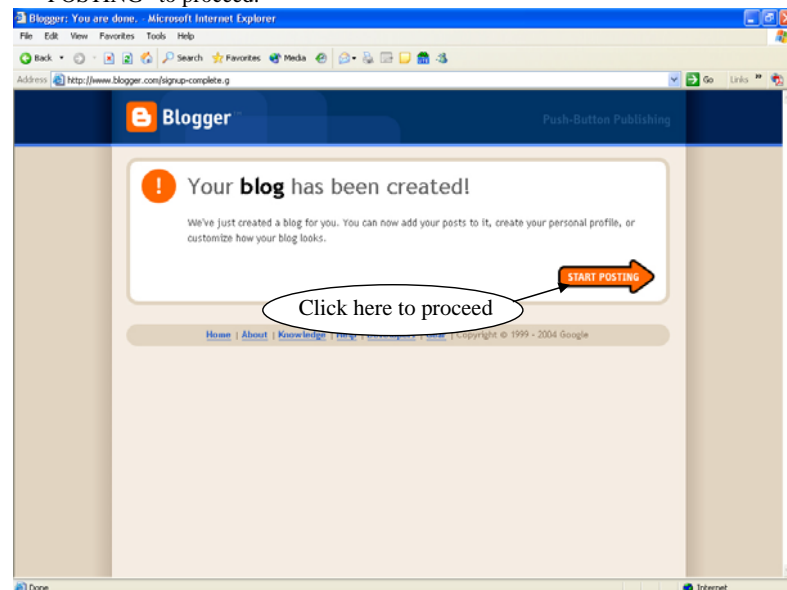 POSTING" to proceed.
Blogger: You are done. - Microsoft Internet Explorer
File Edit View Favorites Tools Help
Back Search Favorites Media
Address http://www.blogger.com/signup-complete.g Go Links »
Blogger Push-Button Publishing
! Your blog has been created!
We've just created a blog for you. You can now add your posts to it, create your personal profile, or
customize how your blog looks.
START POSTING
Click here to proceed
Home | About | Knowledge | Help | Developers | Gear | Copyright © 1999 - 2004 Google
Done Internet